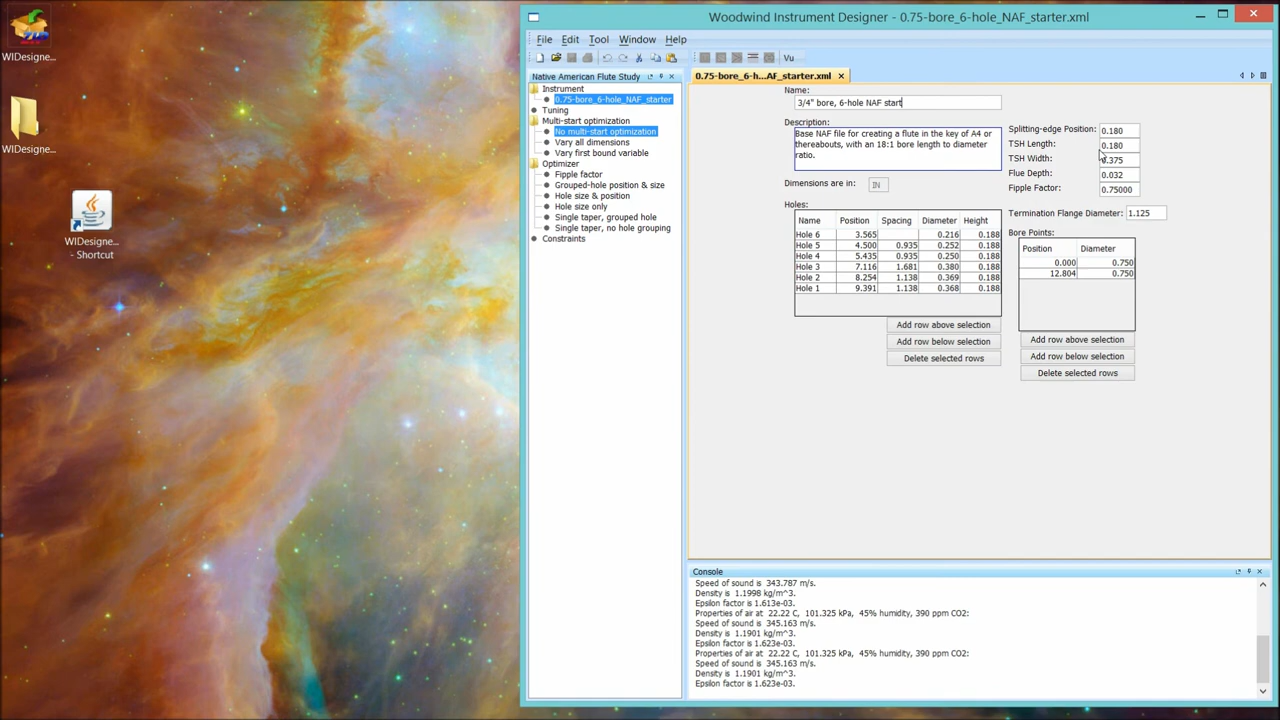 WIDesigne...
WIDesigne...
WIDesigne...
- Shortcut
Woodwind Instrument Designer - 0.75-bore_6-hole_NAF_starter.xml
File Edit Tool Window Help
Vu
Native American Flute Study
Instrument
0.75-bore_6-hole_NAF_starter
Tuning
Multi-start optimization
No multi-start optimization
Vary all dimensions
Vary first bound variable
Optimizer
Fipple factor
Grouped-hole position & size
Hole size & position
Hole size only
Single taper, grouped hole
Single taper, no hole grouping
Constraints
0.75-bore_6-h...AF_starter.xml
Name:
3/4" bore, 6-hole NAF start
Description:
Base NAF file for creating a flute in the key of A4 or
thereabouts, with an 18:1 bore length to diameter
ratio.
Dimensions are in: IN
Holes:
Name Position Spacing Diameter Height
Hole 6 3.565 0.216 0.188
Hole 5 4.500 0.935 0.252 0.188
Hole 4 5.435 0.935 0.250 0.188
Hole 3 7.116 1.681 0.380 0.188
Hole 2 8.254 1.138 0.369 0.188
Hole 1 9.391 1.138 0.368 0.188
Add row above selection
Add row below selection
Delete selected rows
Splitting-edge Position: 0.180
TSH Length: 0.180
TSH Width: 0.375
Flue Depth: 0.032
Fipple Factor: 0.75000
Termination Flange Diameter: 1.125
Bore Points:
Position Diameter
0.000 0.750
12.804 0.750
Add row above selection
Add row below selection
Delete selected rows
Console
Speed of sound is 343.787 m/s.
Density is 1.1998 kg/m^3.
Epsilon factor is 1.613e-03.
Properties of air at 22.22 C, 101.325 kPa, 45% humidity, 390 ppm CO2:
Speed of sound is 345.163 m/s.
Density is 1.1901 kg/m^3.
Epsilon factor is 1.623e-03.
Properties of air at 22.22 C, 101.325 kPa, 45% humidity, 390 ppm CO2:
Speed of sound is 345.163 m/s.
Density is 1.1901 kg/m^3.
Epsilon factor is 1.623e-03.